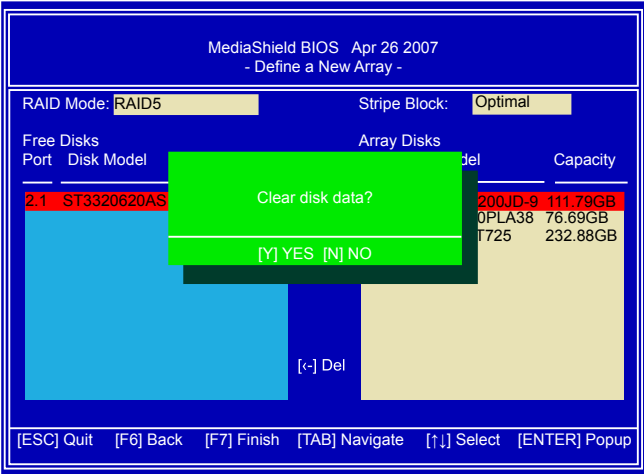 MediaShield BIOS Apr 26 2007
- Define a New Array -
RAID Mode: RAID5 Stripe Block: Optimal
Free Disks Array Disks
Port Disk Model del Capacity
2.1 ST3320620AS 200JD-9 111.79GB
0PLA38 76.69GB
T725 232.88GB
Clear disk data?
[Y] YES [N] NO
[‹-] Del
[ESC] Quit [F6] Back [F7] Finish [TAB] Navigate [↑↓] Select [ENTER] Popup